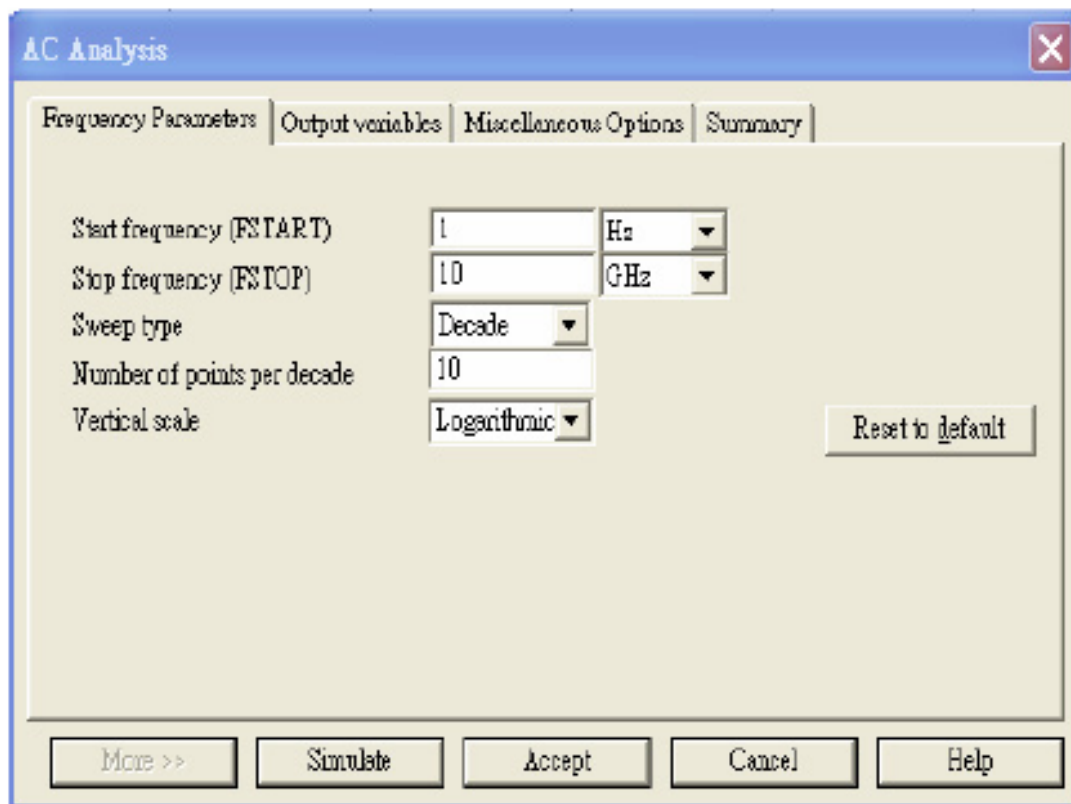 AC Analysis
Frequency Parameters Output variables Miscellaneous Options Summary
Start frequency (FSTART) 1 Hz
Stop frequency (FSTOP) 10 GHz
Sweep type Decade
Number of points per decade 10
Vertical scale Logarithmic
Reset to default
More >> Simulate Accept Cancel Help